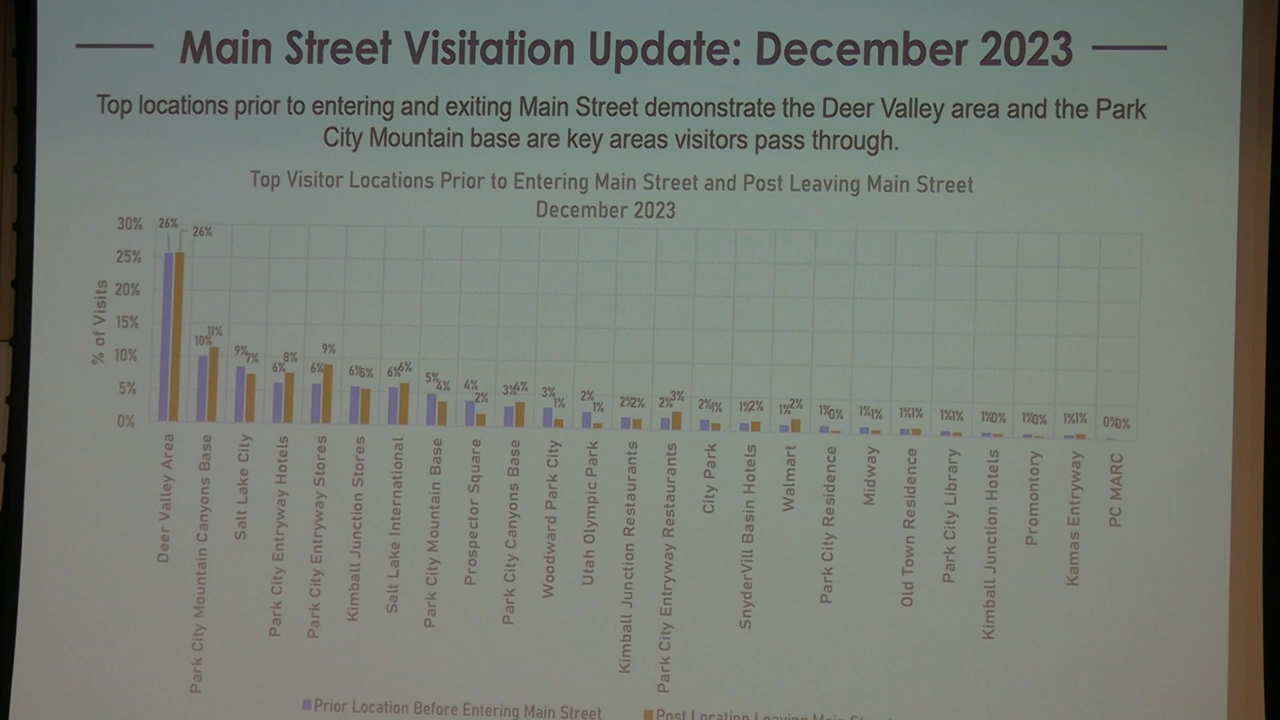 Main Street Visitation Update: December 2023
Top locations prior to entering and exiting Main Street demonstrate the Deer Valley area and the Park
City Mountain base are key areas visitors pass through.
Top Visitor Locations Prior to Entering Main Street and Post Leaving Main Street
December 2023
% of Visits
30%
25%
20%
15%
10%
5%
0%
26% 26%
10% 11%
9% 7%
6% 8%
6% 9%
6% 6%
6% 6%
5% 4%
4% 2%
3% 4%
3% 1%
2% 1%
2% 2%
2% 3%
2% 1%
1% 2%
1% 2%
1% 0%
1% 1%
1% 1%
1% 1%
1% 0%
1% 0%
1% 1%
0% 0%
Deer Valley Area
Park City Mountain Canyons Base
Salt Lake City
Park City Entryway Hotels
Park City Entryway Stores
Kimball Junction Stores
Salt Lake International
Park City Mountain Base
Prospector Square
Park City Canyons Base
Woodward Park City
Utah Olympic Park
Kimball Junction Restaurants
Park City Entryway Restaurants
City Park
SnyderVill Basin Hotels
Walmart
Park City Residence
Midway
Old Town Residence
Park City Library
Kimball Junction Hotels
Promontory
Kamas Entryway
PC MARC
Prior Location Before Entering Main Street
Post Location Leaving Main